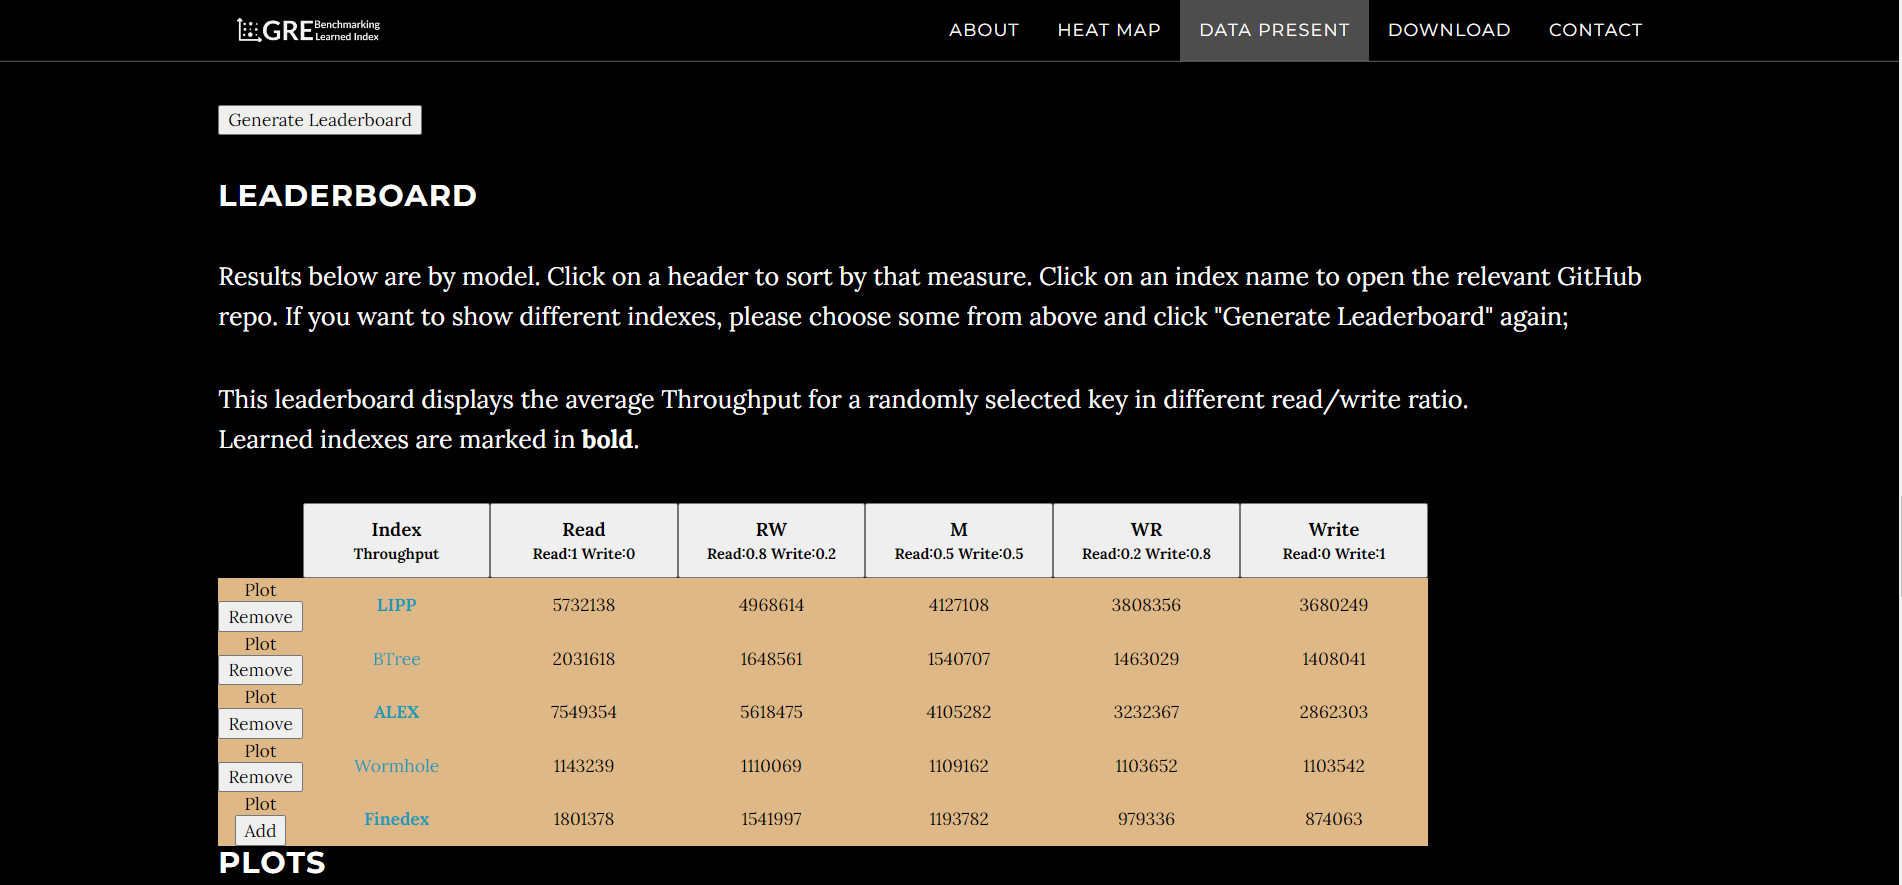 GRE Benchmarking Learned Index
ABOUT HEAT MAP DATA PRESENT DOWNLOAD CONTACT
Generate Leaderboard
LEADERBOARD
Results below are by model. Click on a header to sort by that measure. Click on an index name to open the relevant GitHub
repo. If you want to show different indexes, please choose some from above and click "Generate Leaderboard" again;
This leaderboard displays the average Throughput for a randomly selected key in different read/write ratio.
Learned indexes are marked in bold.
Index Read RW M WR Write
Throughput Read:1 Write:0 Read:0.8 Write:0.2 Read:0.5 Write:0.5 Read:0.2 Write:0.8 Read:0 Write:1
Plot
Remove LIPP 5732138 4968614 4127108 3808356 3680249
Plot
Remove BTree 2031618 1648561 1540707 1463029 1408041
Plot
Remove ALEX 7549354 5618475 4105282 3232367 2862303
Plot
Remove Wormhole 1143239 1110069 1109162 1103652 1103542
Plot
Add Finedex 1801378 1541997 1193782 979336 874063
PLOTS